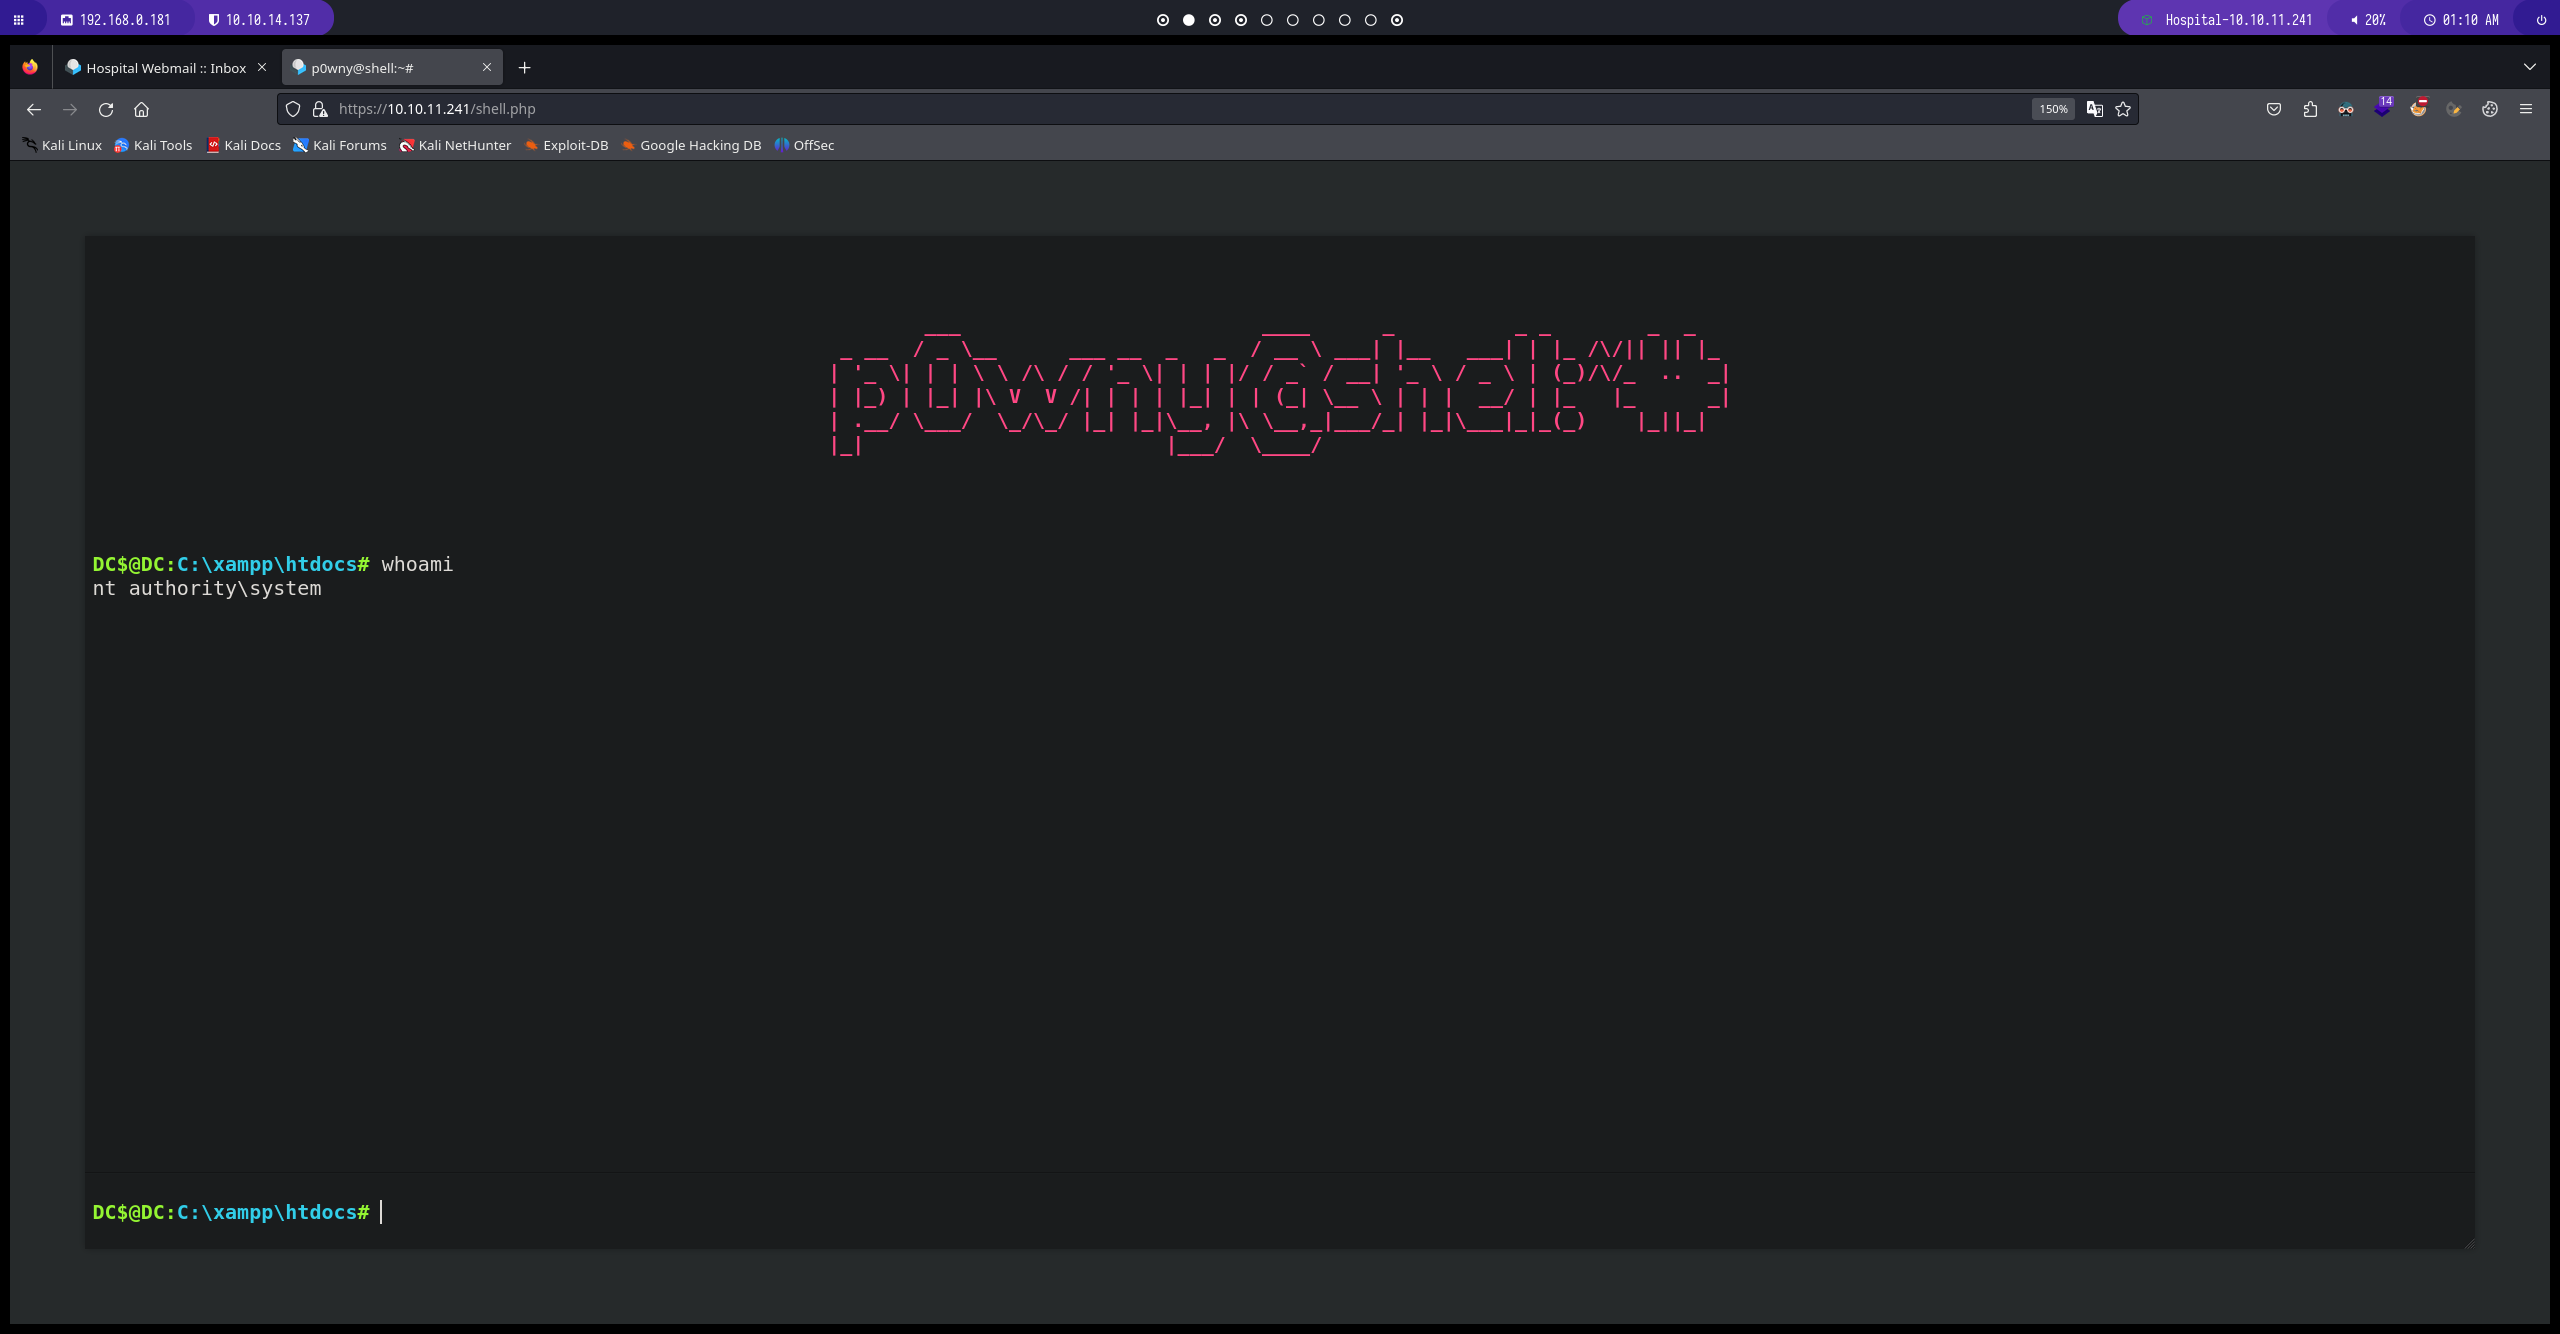 192.168.0.181 10.10.14.137 Hospital-10.10.11.241 20% 01:10 AM
Hospital Webmail :: Inbox p0wny@shell:~#
https://10.10.11.241/shell.php 150% 14
Kali Linux Kali Tools Kali Docs Kali Forums Kali NetHunter Exploit-DB Google Hacking DB OffSec
p0wny@shell:~#
DC$@DC:C:\xampp\htdocs# whoami
nt authority\system
DC$@DC:C:\xampp\htdocs#